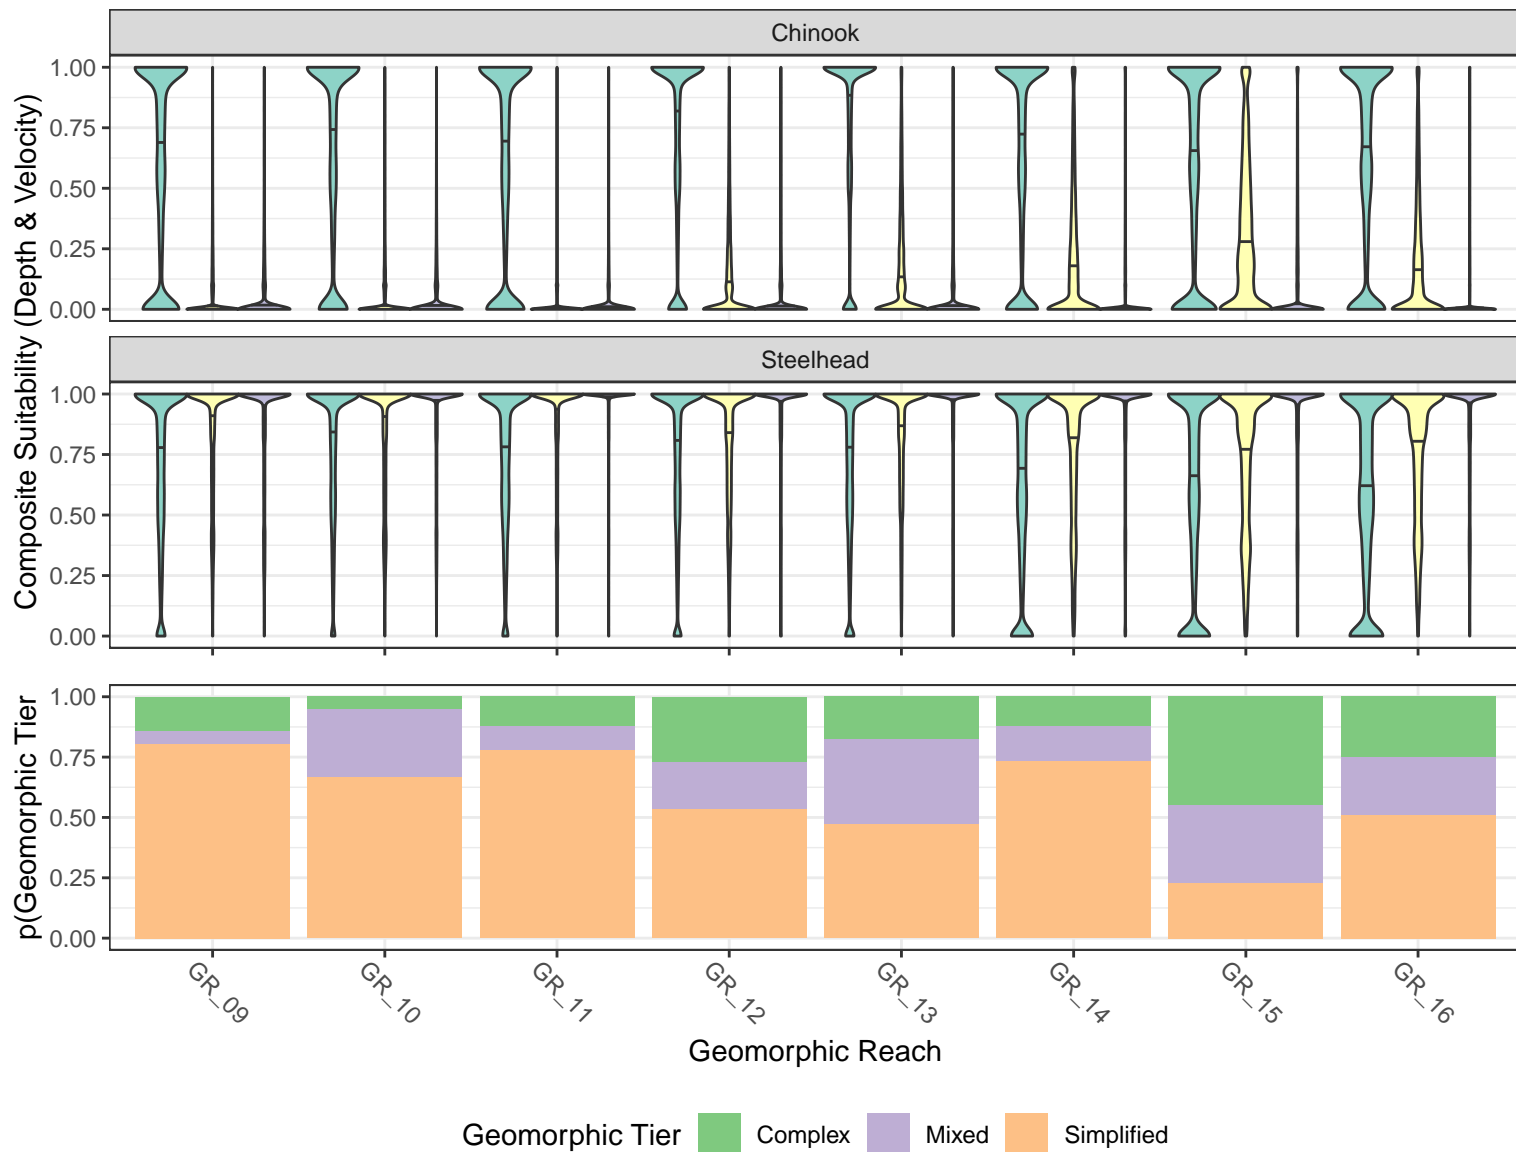 Chinook
1.00
0.75
0.50
0.25
0.00
Composite Suitability (Depth & Velocity)
Steelhead
1.00
0.75
0.50
0.25
0.00
p(Geomorphic Tier
1.00
0.75
0.50
0.25
0.00
GR_09 GR_10 GR_11 GR_12 GR_13 GR_14 GR_15 GR_16
Geomorphic Reach
Geomorphic Tier Complex Mixed Simplified